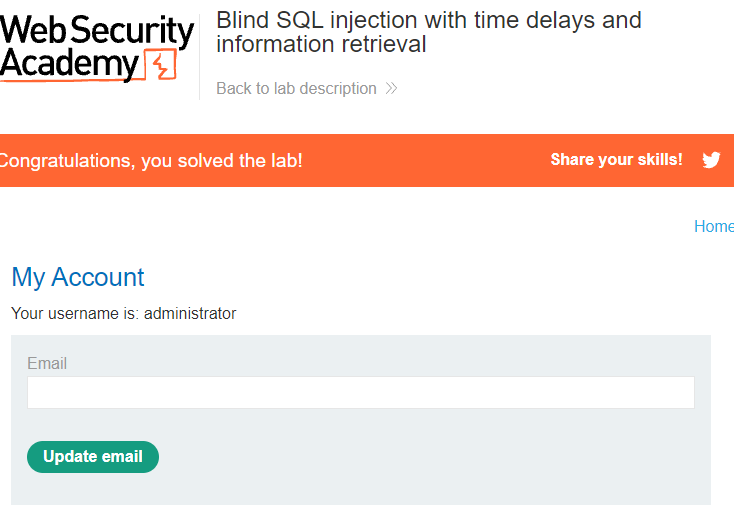 Web Security
Academy
Blind SQL injection with time delays and
information retrieval
Back to lab description
Congratulations, you solved the lab!
Share your skills!
Home
My Account
Your username is: administrator
Email
Update email